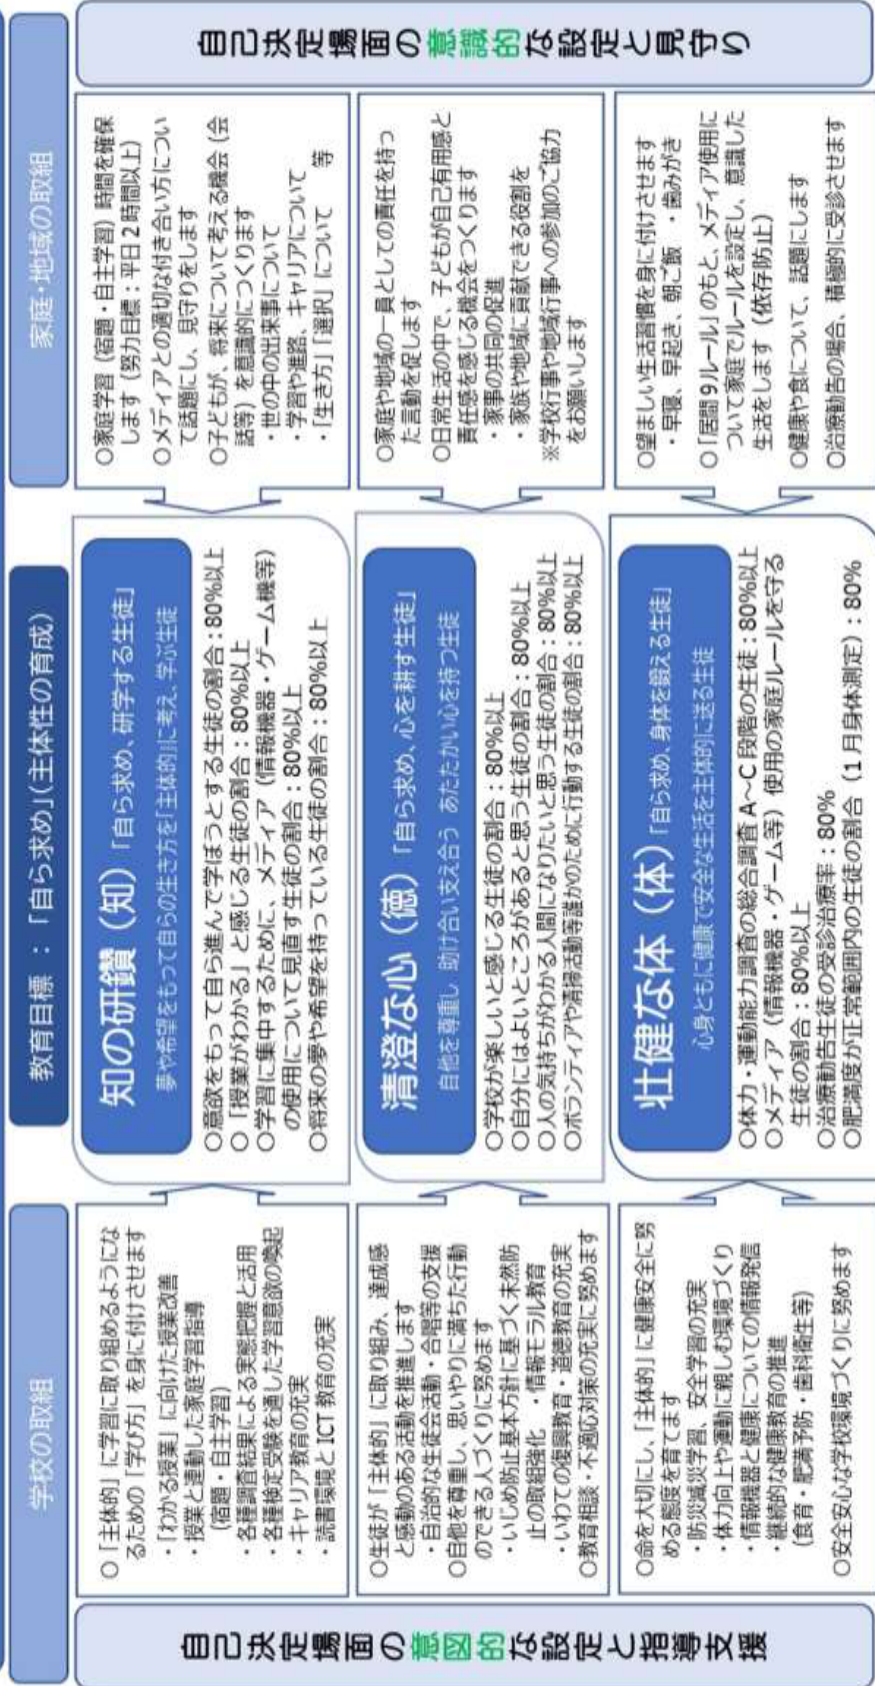 学校の取組
教育目標 ：「自ら求め」（主体性の育成）
家庭・地域の取組
自己決定場面の意図的な設定と指導支援
○「主体的」に学習に取り組めるようにな
るための「学び方」を身に付けさせます
・「わかる授業」に向けた授業改善
・授業と連動した家庭学習指導
（宿題・自主学習）
・各種調査結果による実態把握と活用
・各種検定受験を通した学習意欲の喚起
・キャリア教育の充実
・読書環境とICT教育の充実
知の研鑽（知）「自ら求め、研学する生徒」
夢や希望をもって自らの生き方を「主体的」に考え、学ぶ生徒
○意欲をもって自ら進んで学ぼうとする生徒の割合：80%以上
○「授業がわかる」と感じる生徒の割合：80%以上
○学習に集中するために、メディア（情報機器・ゲーム機等）
の使用について見直す生徒の割合：80%以上
○将来の夢や希望を持っている生徒の割合：80%以上
○家庭学習（宿題・自主学習）時間を確保
します（努力目標：平日2時間以上）
○メディアとの適切な付き合い方につい
て話題にし、見守りをします
○子どもが、将来について考える機会（会
話等）を意識的につくります
・世の中の出来事について
・学習や進路、キャリアについて
・「生き方」「選択」について 等
○生徒が「主体的」に取り組み、達成感
と感動のある活動を推進します
・自治的な生徒会活動・合唱等の支援
○自他を尊重し、思いやりに満ちた行動
のできる人づくりに努めます
・いじめ防止基本方針に基づく未然防
止の取組強化 ・情報モラル教育
・いわての復興教育・道徳教育の充実
○教育相談・不適応対策の充実に努めます
清澄な心（徳）「自ら求め、心を耕す生徒」
自他を尊重し 助け合い支え合う あたたかい心を持つ生徒
○学校が楽しいと感じる生徒の割合：80%以上
○自分にはよいところがあると思う生徒の割合：80%以上
○人の気持ちがわかる人間になりたいと思う生徒の割合：80%以上
○ボランティアや清掃活動等誰かのために行動する生徒の割合：80%以上
○家庭や地域の一員としての責任を持っ
た言動を促します
○日常生活の中で、子どもが自己有用感と
責任感を感じる機会をつくります
・家事の共同の促進
・家族や地域に貢献できる役割を
※学校行事や地域行事への参加のご協力
をお願いします
○命を大切にし、「主体的」に健康安全に努
める態度を育てます
・防災減災学習、安全学習の充実
・体力向上や運動に親しむ環境づくり
・情報機器と健康についての情報発信
・継続的な健康教育の推進
（食育・肥満予防・歯科衛生等）
○安全安心な学校環境づくりに努めます
壮健な体（体）「自ら求め、身体を鍛える生徒」
心身ともに健康で安全な生活を主体的に送る生徒
○体力・運動能力調査の総合調査A～C段階の生徒：80%以上
○メディア（情報機器・ゲーム等）使用の家庭ルールを守る
生徒の割合：80%以上
○治療勧告生徒の受診治療率：80%
○肥満度が正常範囲内の生徒の割合（1月身体測定）：80%
○望ましい生活習慣を身に付けさせます
・早寝、早起き、朝ご飯 ・歯みがき
○「居間9ルール」のもと、メディア使用に
ついて家庭でルールを設定し、意識した
生活をします（依存防止）
○健康や食について、話題にします
○治療勧告の場合、積極的に受診させます
自己決定場面の意識的な設定と見守り